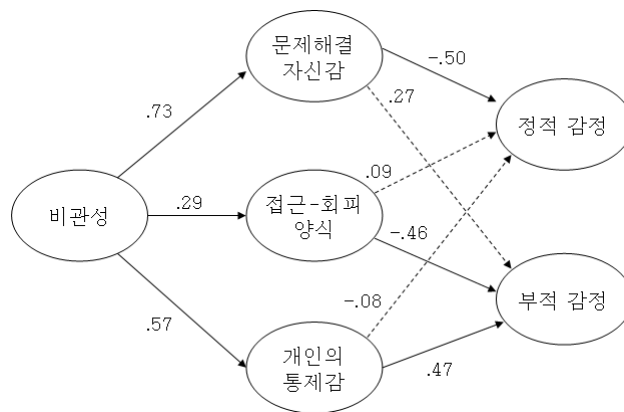 문제해결
자신감
-.50
.27
.73
정적 감정
.09
비관성
.29
접근-회피
양식
-.46
-.08
부적 감정
.57
개인의
통제감
.47